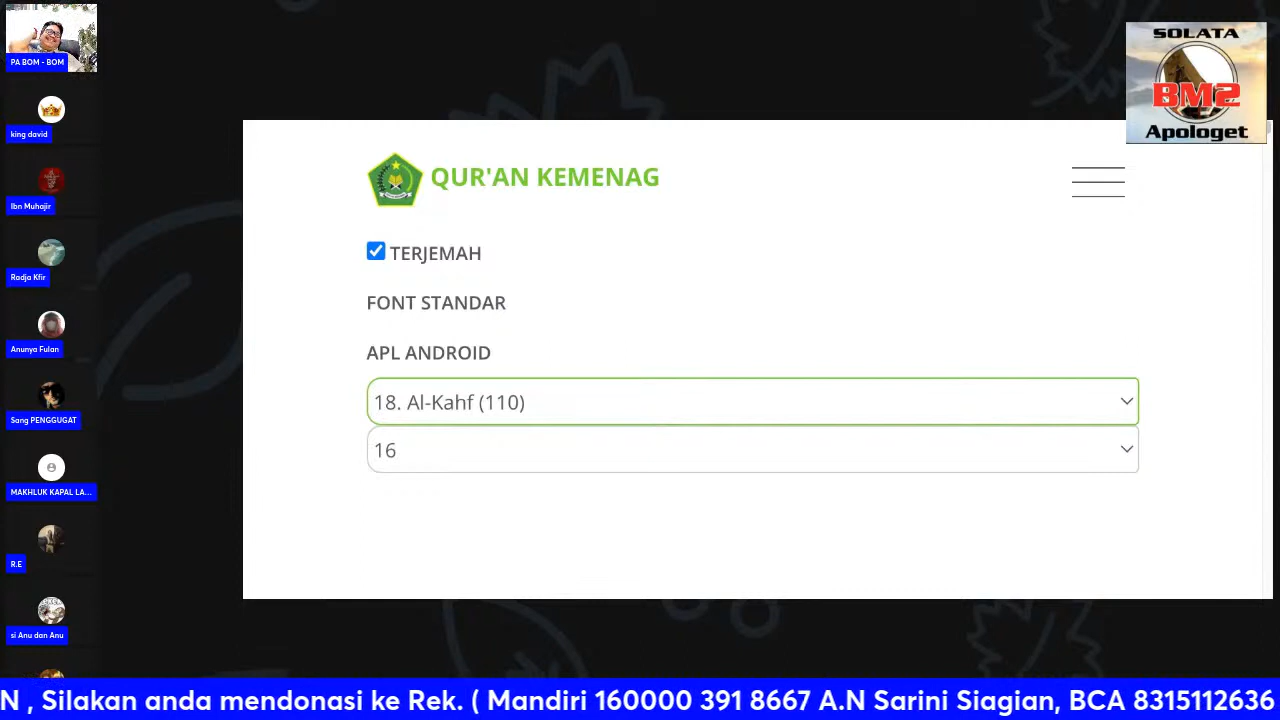 PA BOM - BOM
king david
Ibn Muhajir
Radja Kfir
Anunya Fulan
Sang PENGGUGAT
MAKHLUK KAPAL LA...
R.E
si Anu dan Anu
SOLATA
BM2
Apologet
QUR'AN KEMENAG
TERJEMAH
FONT STANDAR
APL ANDROID
18. Al-Kahf (110)
16
N , Silakan anda mendonasi ke Rek. ( Mandiri 160000 391 8667 A.N Sarini Siagian, BCA 8315112636